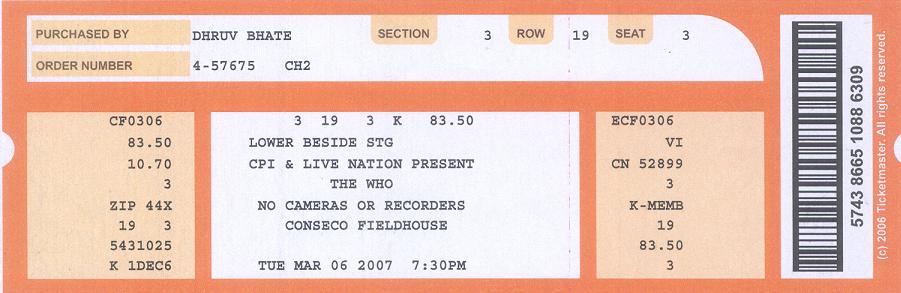 PURCHASED BY DHRUV BHATE SECTION 3 ROW 19 SEAT 3
ORDER NUMBER 4-57675 CH2
CF0306
83.50
10.70
3
ZIP 44X
19 3
5431025
K 1DEC6
3 19 3 K 83.50
LOWER BESIDE STG
CPI & LIVE NATION PRESENT
THE WHO
NO CAMERAS OR RECORDERS
CONSECO FIELDHOUSE
TUE MAR 06 2007 7:30PM
ECF0306
VI
CN 52899
3
K-MEMB
19
83.50
3
5743 8665 1088 6309
(c) 2006 Ticketmaster. All rights reserved.